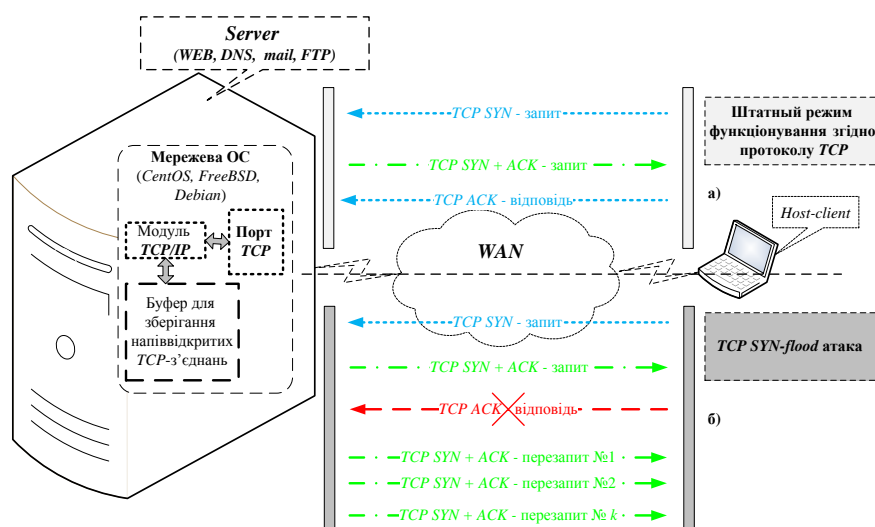 Server
(WEB, DNS, mail, FTP)
Мережева ОС
(CentOS, FreeBSD,
Debian)
Модуль
TCP/IP
Порт
TCP
Буфер для
зберігання
напіввідкритих
TCP-з’єднань
TCP SYN - запит
TCP SYN + ACK - запит
TCP ACK - відповідь
WAN
Штатный режим
функціонування згідно
протоколу TCP
а)
Host-client
TCP SYN - запит
TCP SYN + ACK - запит
TCP ACK - відповідь
TCP SYN + ACK - перезапит №1
TCP SYN + ACK - перезапит №2
TCP SYN + ACK - перезапит № k
TCP SYN-flood атака
б)